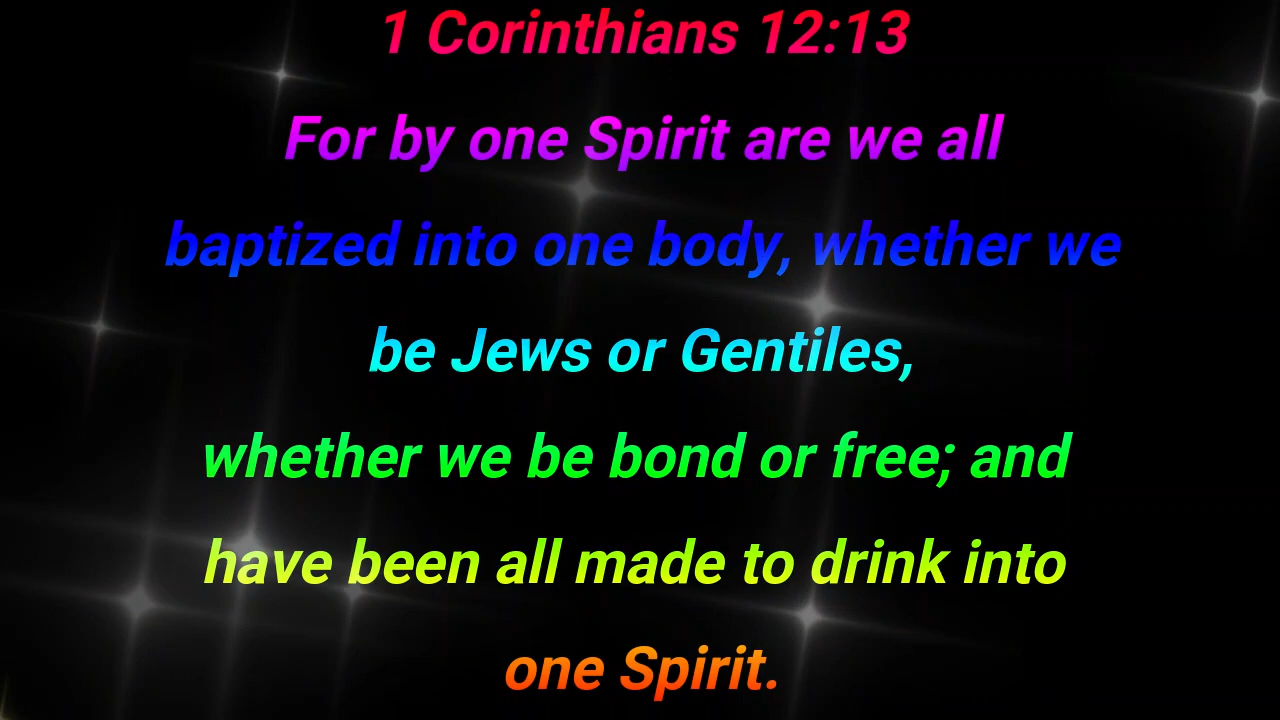 1 Corinthians 12:13
For by one Spirit are we all
baptized into one body, whether we
be Jews or Gentiles,
whether we be bond or free; and
have been all made to drink into
one Spirit.